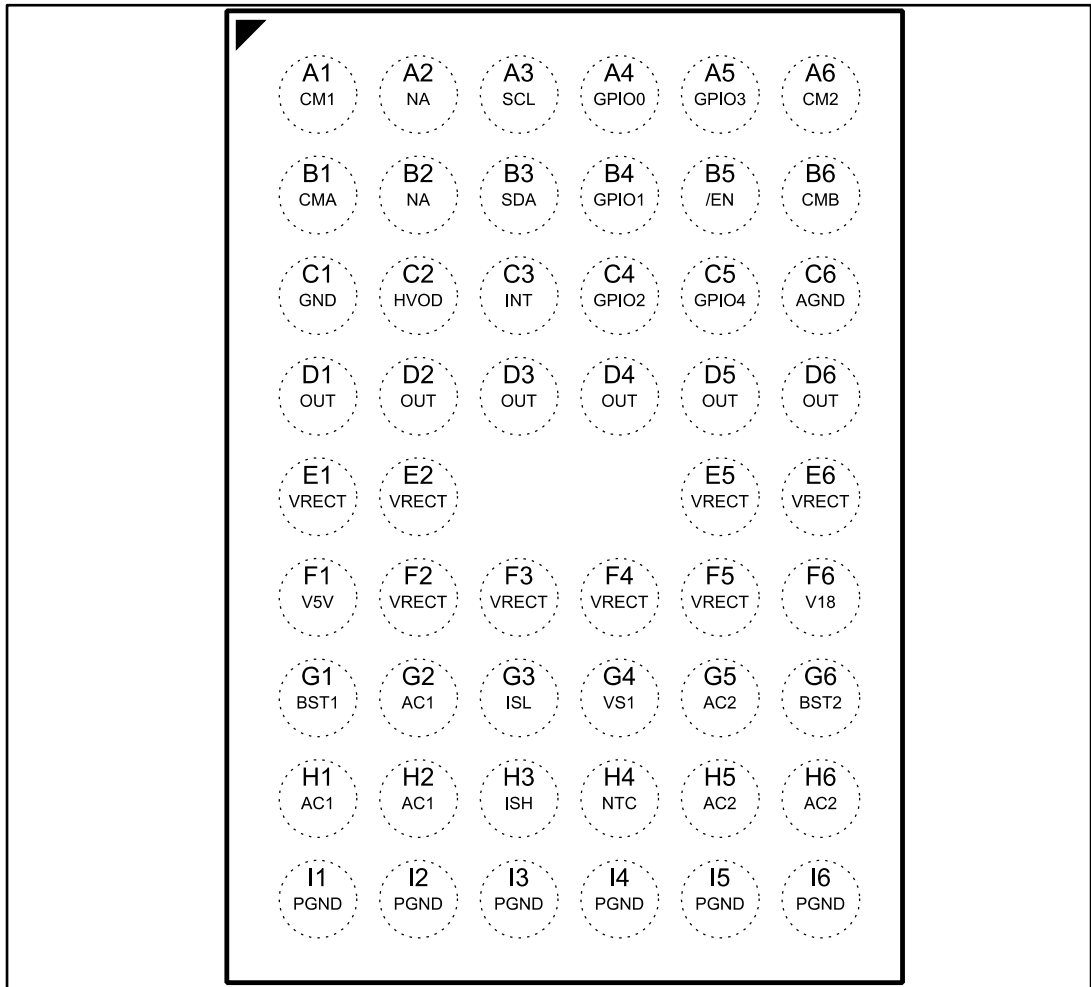 A1 A2 A3 A4 A5 A6
CM1 NA SCL GPIO0 GPIO3 CM2
B1 B2 B3 B4 B5 B6
CMA NA SDA GPIO1 /EN CMB
C1 C2 C3 C4 C5 C6
GND HVOD INT GPIO2 GPIO4 AGND
D1 D2 D3 D4 D5 D6
OUT OUT OUT OUT OUT OUT
E1 E2 E5 E6
VRECT VRECT VRECT VRECT
F1 F2 F3 F4 F5 F6
V5V VRECT VRECT VRECT VRECT V18
G1 G2 G3 G4 G5 G6
BST1 AC1 ISL VS1 AC2 BST2
H1 H2 H3 H4 H5 H6
AC1 AC1 ISH NTC AC2 AC2
I1 I2 I3 I4 I5 I6
PGND PGND PGND PGND PGND PGND